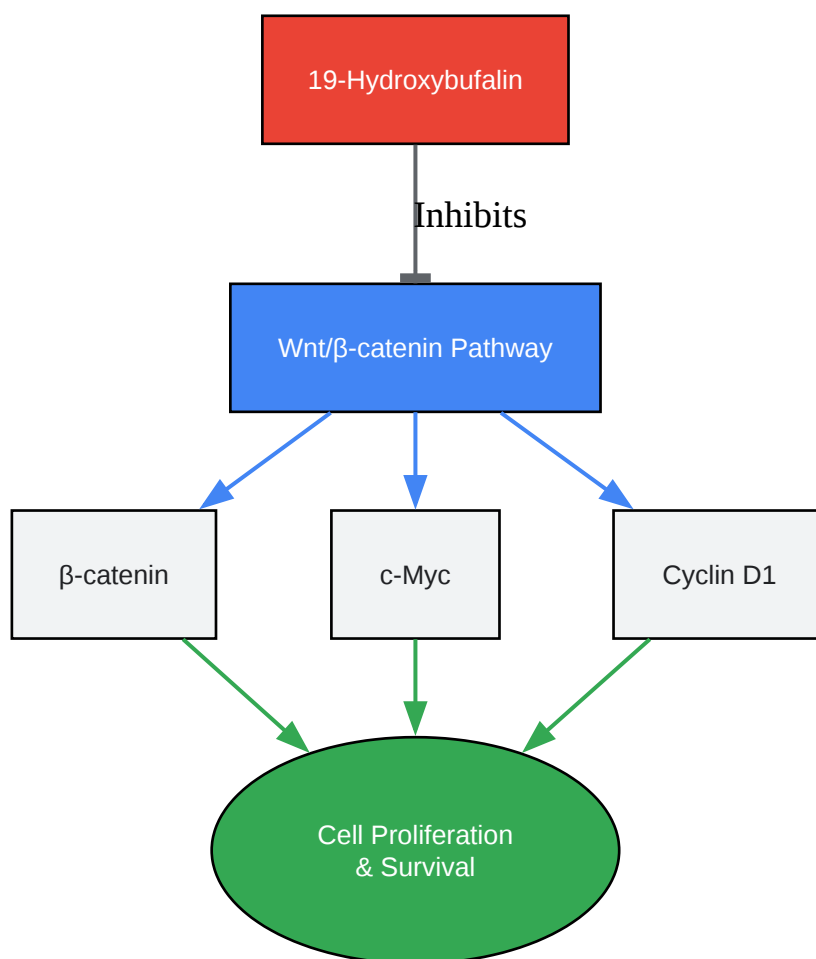 19-Hydroxybufalin
Inhibits
Wnt/β-catenin Pathway
β-catenin
c-Myc
Cyclin D1
Cell Proliferation
& Survival